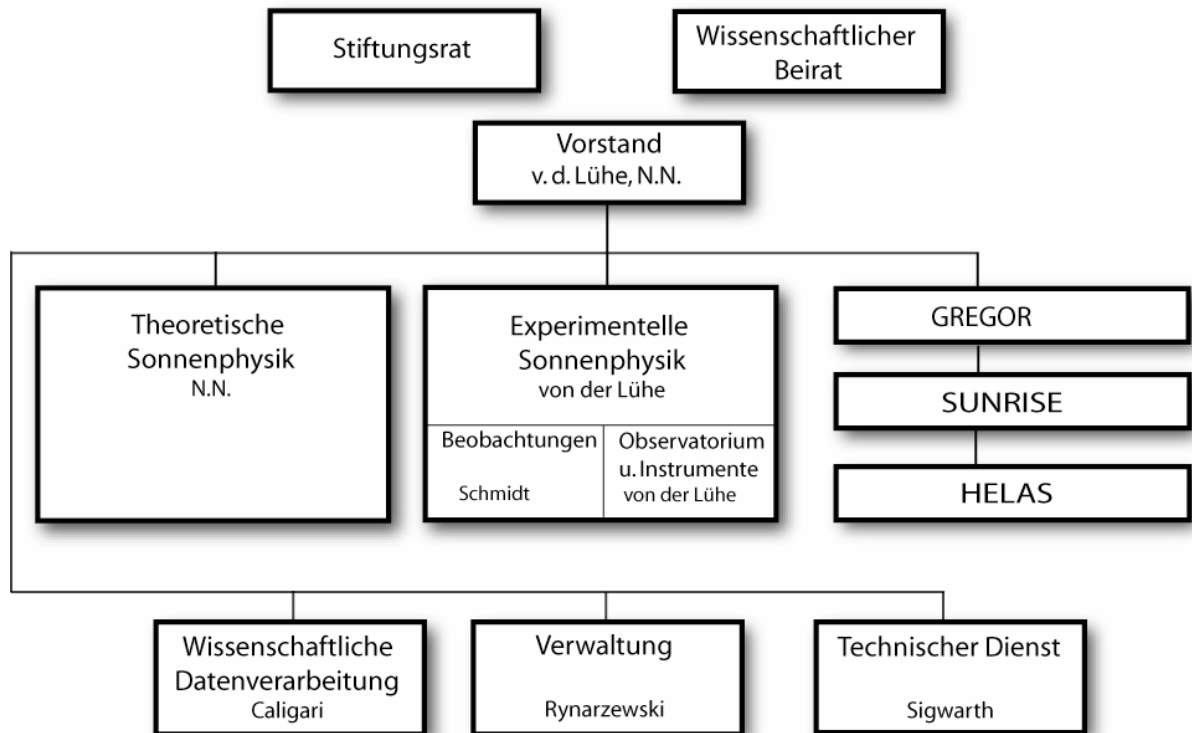 Stiftungsrat
Wissenschaftlicher
Beirat
Vorstand
v. d. Lühe, N.N.
Theoretische
Sonnenphysik
N.N.
Experimentelle
Sonnenphysik
von der Lühe
Beobachtungen
Schmidt
Observatorium
u. Instrumente
von der Lühe
GREGOR
SUNRISE
HELAS
Wissenschaftliche
Datenverarbeitung
Caligari
Verwaltung
Rynarzewski
Technischer Dienst
Sigwarth